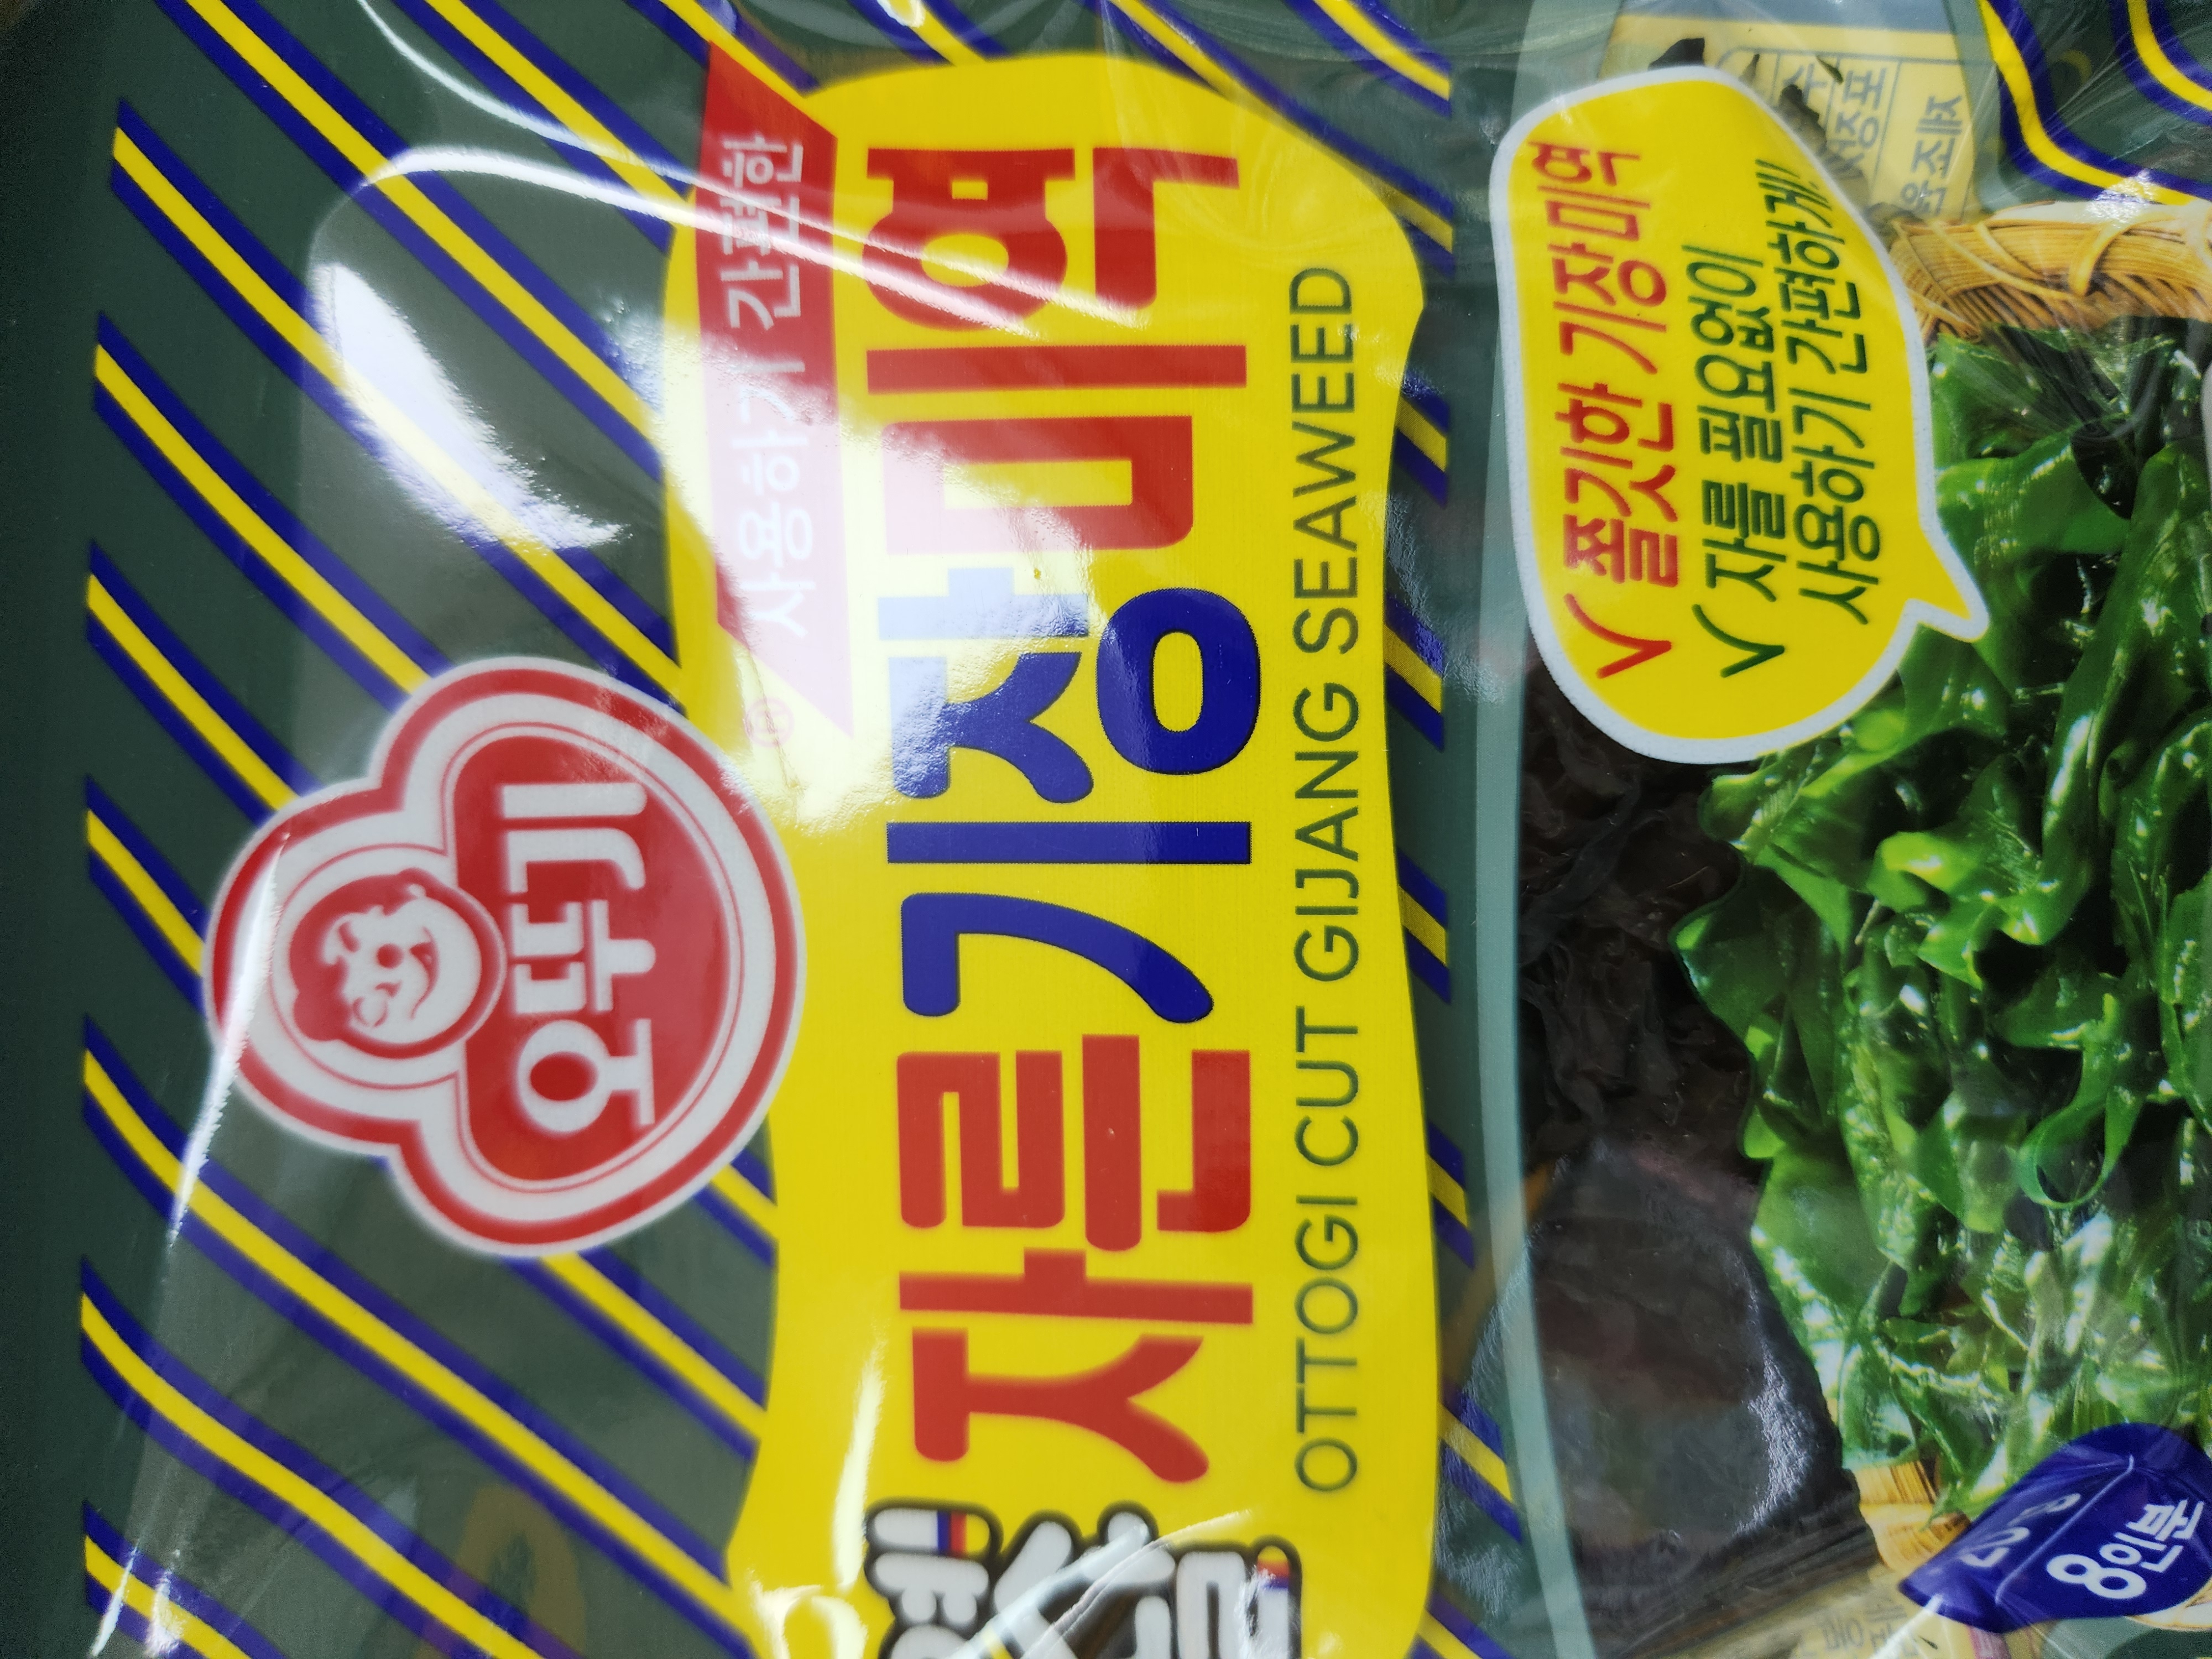 오뚜기
사용하기 간편한
자른기장미역
OTTOGI CUT GIJANG SEAWEED
✓ 쫄깃한 기장미역
✓ 자를 필요없이
사용하기 간편하게!!
20g
8인분